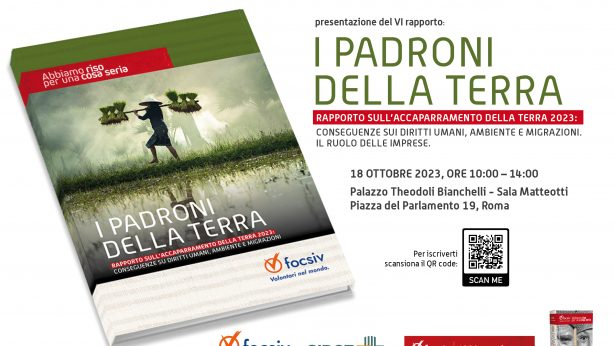 Abbiamo riso
per una cosa seria
I PADRONI
DELLA TERRA
RAPPORTO SULL'ACCAPARRAMENTO DELLA TERRA 2023:
CONSEGUENZE SU DIRITTI UMANI, AMBIENTE E MIGRAZIONI
focsiv
Volontari nel mondo.
presentazione del VI rapporto:
I PADRONI
DELLA TERRA
RAPPORTO SULL'ACCAPARRAMENTO DELLA TERRA 2023:
CONSEGUENZE SUI DIRITTI UMANI, AMBIENTE E MIGRAZIONI.
IL RUOLO DELLE IMPRESE.
18 OTTOBRE 2023, ORE 10:00 – 14:00
Palazzo Theodoli Bianchelli – Sala Matteotti
Piazza del Parlamento 19, Roma
Per iscriverti
scansiona il QR code:
SCAN ME
focsiv